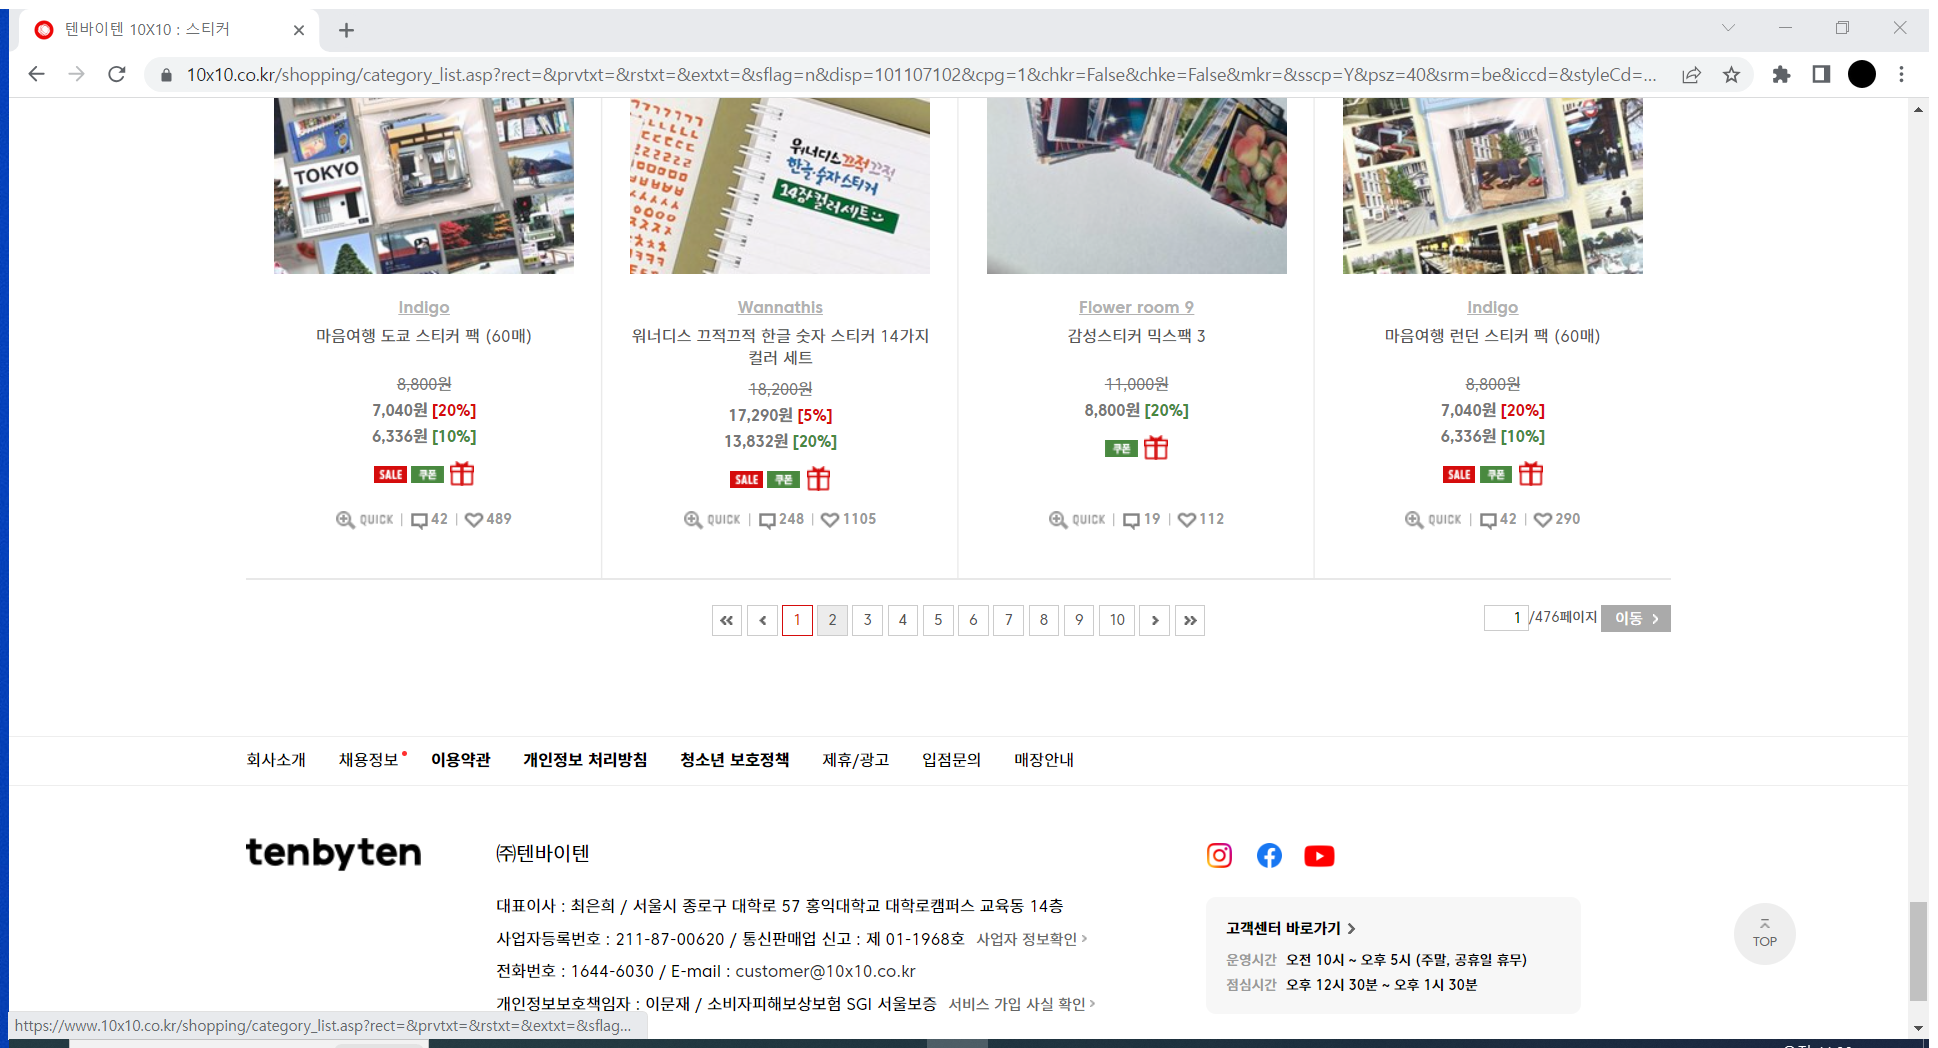 텐바이텐 10X10 : 스티커
10x10.co.kr/shopping/category_list.asp?rect=&prvtxt=&rstxt=&extxt=&sflag=n&disp=101107102&cpg=1&chkr=False&chke=False&mkr=&sscp=Y&psz=40&srm=be&iccd=&styleCd=...
TOKYO
워너디스 끄적끄적
한글·숫자 스티커
14장 컬러세트
Indigo
마음여행 도쿄 스티커 팩 (60매)
8,800원
7,040원 [20%]
6,336원 [10%]
SALE 쿠폰
QUICK | 42 | 489
Wannathis
워너디스 끄적끄적 한글 숫자 스티커 14가지
컬러 세트
18,200원
17,290원 [5%]
13,832원 [20%]
SALE 쿠폰
QUICK | 248 | 1105
Flower room 9
감성스티커 믹스팩 3
11,000원
8,800원 [20%]
쿠폰
QUICK | 19 | 112
Indigo
마음여행 런던 스티커 팩 (60매)
8,800원
7,040원 [20%]
6,336원 [10%]
SALE 쿠폰
QUICK | 42 | 290
1 2 3 4 5 6 7 8 9 10
1 /476페이지 이동
회사소개 채용정보 이용약관 개인정보 처리방침 청소년 보호정책 제휴/광고 입점문의 매장안내
tenbyten
㈜텐바이텐
대표이사 : 최은희 / 서울시 종로구 대학로 57 홍익대학교 대학로캠퍼스 교육동 14층
사업자등록번호 : 211-87-00620 / 통신판매업 신고 : 제 01-1968호 사업자 정보확인 >
전화번호 : 1644-6030 / E-mail : customer@10x10.co.kr
개인정보보호책임자 : 이문재 / 소비자피해보상보험 SGI 서울보증 서비스 가입 사실 확인 >
고객센터 바로가기 >
운영시간 오전 10시 ~ 오후 5시 (주말, 공휴일 휴무)
점심시간 오후 12시 30분 ~ 오후 1시 30분
TOP
https://www.10x10.co.kr/shopping/category_list.asp?rect=&prvtxt=&rstxt=&extxt=&sflag...